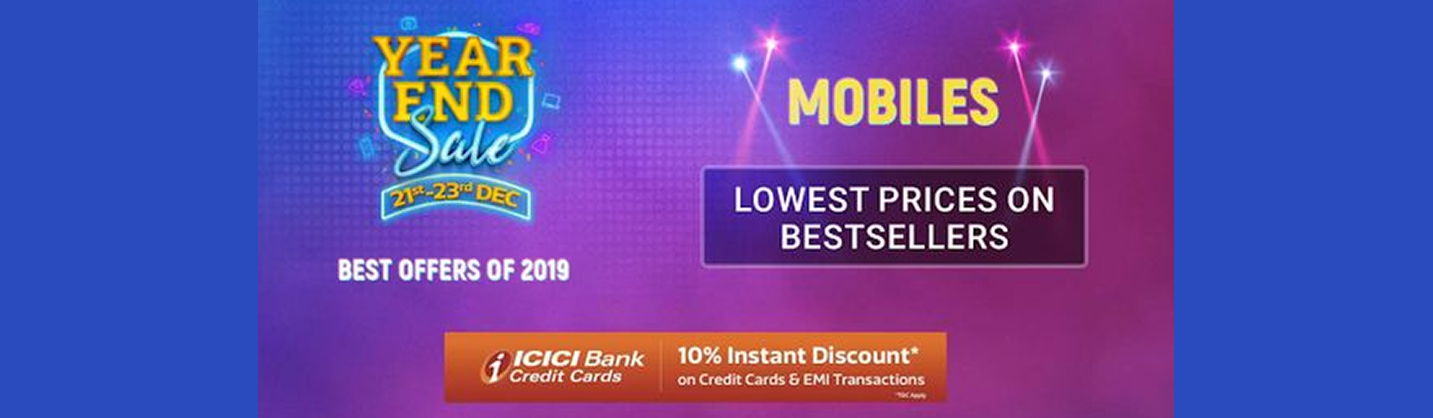 YEAR
END
Sale
21st-23rd DEC
BEST OFFERS OF 2019
MOBILES
LOWEST PRICES ON
BESTSELLERS
ICICI Bank
Credit Cards
10% Instant Discount*
on Credit Cards & EMI Transactions
*T&C Apply